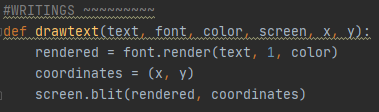 #WRITINGS ~~~~~~~~~
def drawtext(text, font, color, screen, x, y):
    rendered = font.render(text, 1, color)
    coordinates = (x, y)
    screen.blit(rendered, coordinates)